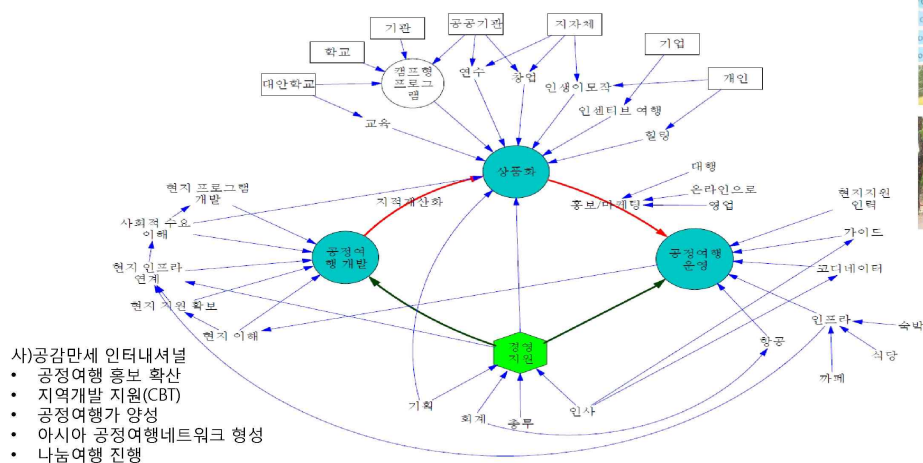 기관
공공기관
지자체
학교
기업
대안학교
캠프형
프로그
램
연수
창업
인생이모작
개인
교육
인센티브 여행
힐링
상품화
대행
온라인으로
홍보/마케팅
영업
지적재산화
현지 프로그램
개발
사회적 수요
이해
현지 인프라
연계
현지 지원 확보
현지 이해
공정여
행 개발
공정여행
운영
현지지원
인력
가이드
코디네이터
인프라
숙박
식당
까페
항공
경영
지원
기획
회계
총무
인사
사)공감만세 인터내셔널
• 공정여행 홍보 확산
• 지역개발 지원(CBT)
• 공정여행가 양성
• 아시아 공정여행네트워크 형성
• 나눔여행 진행